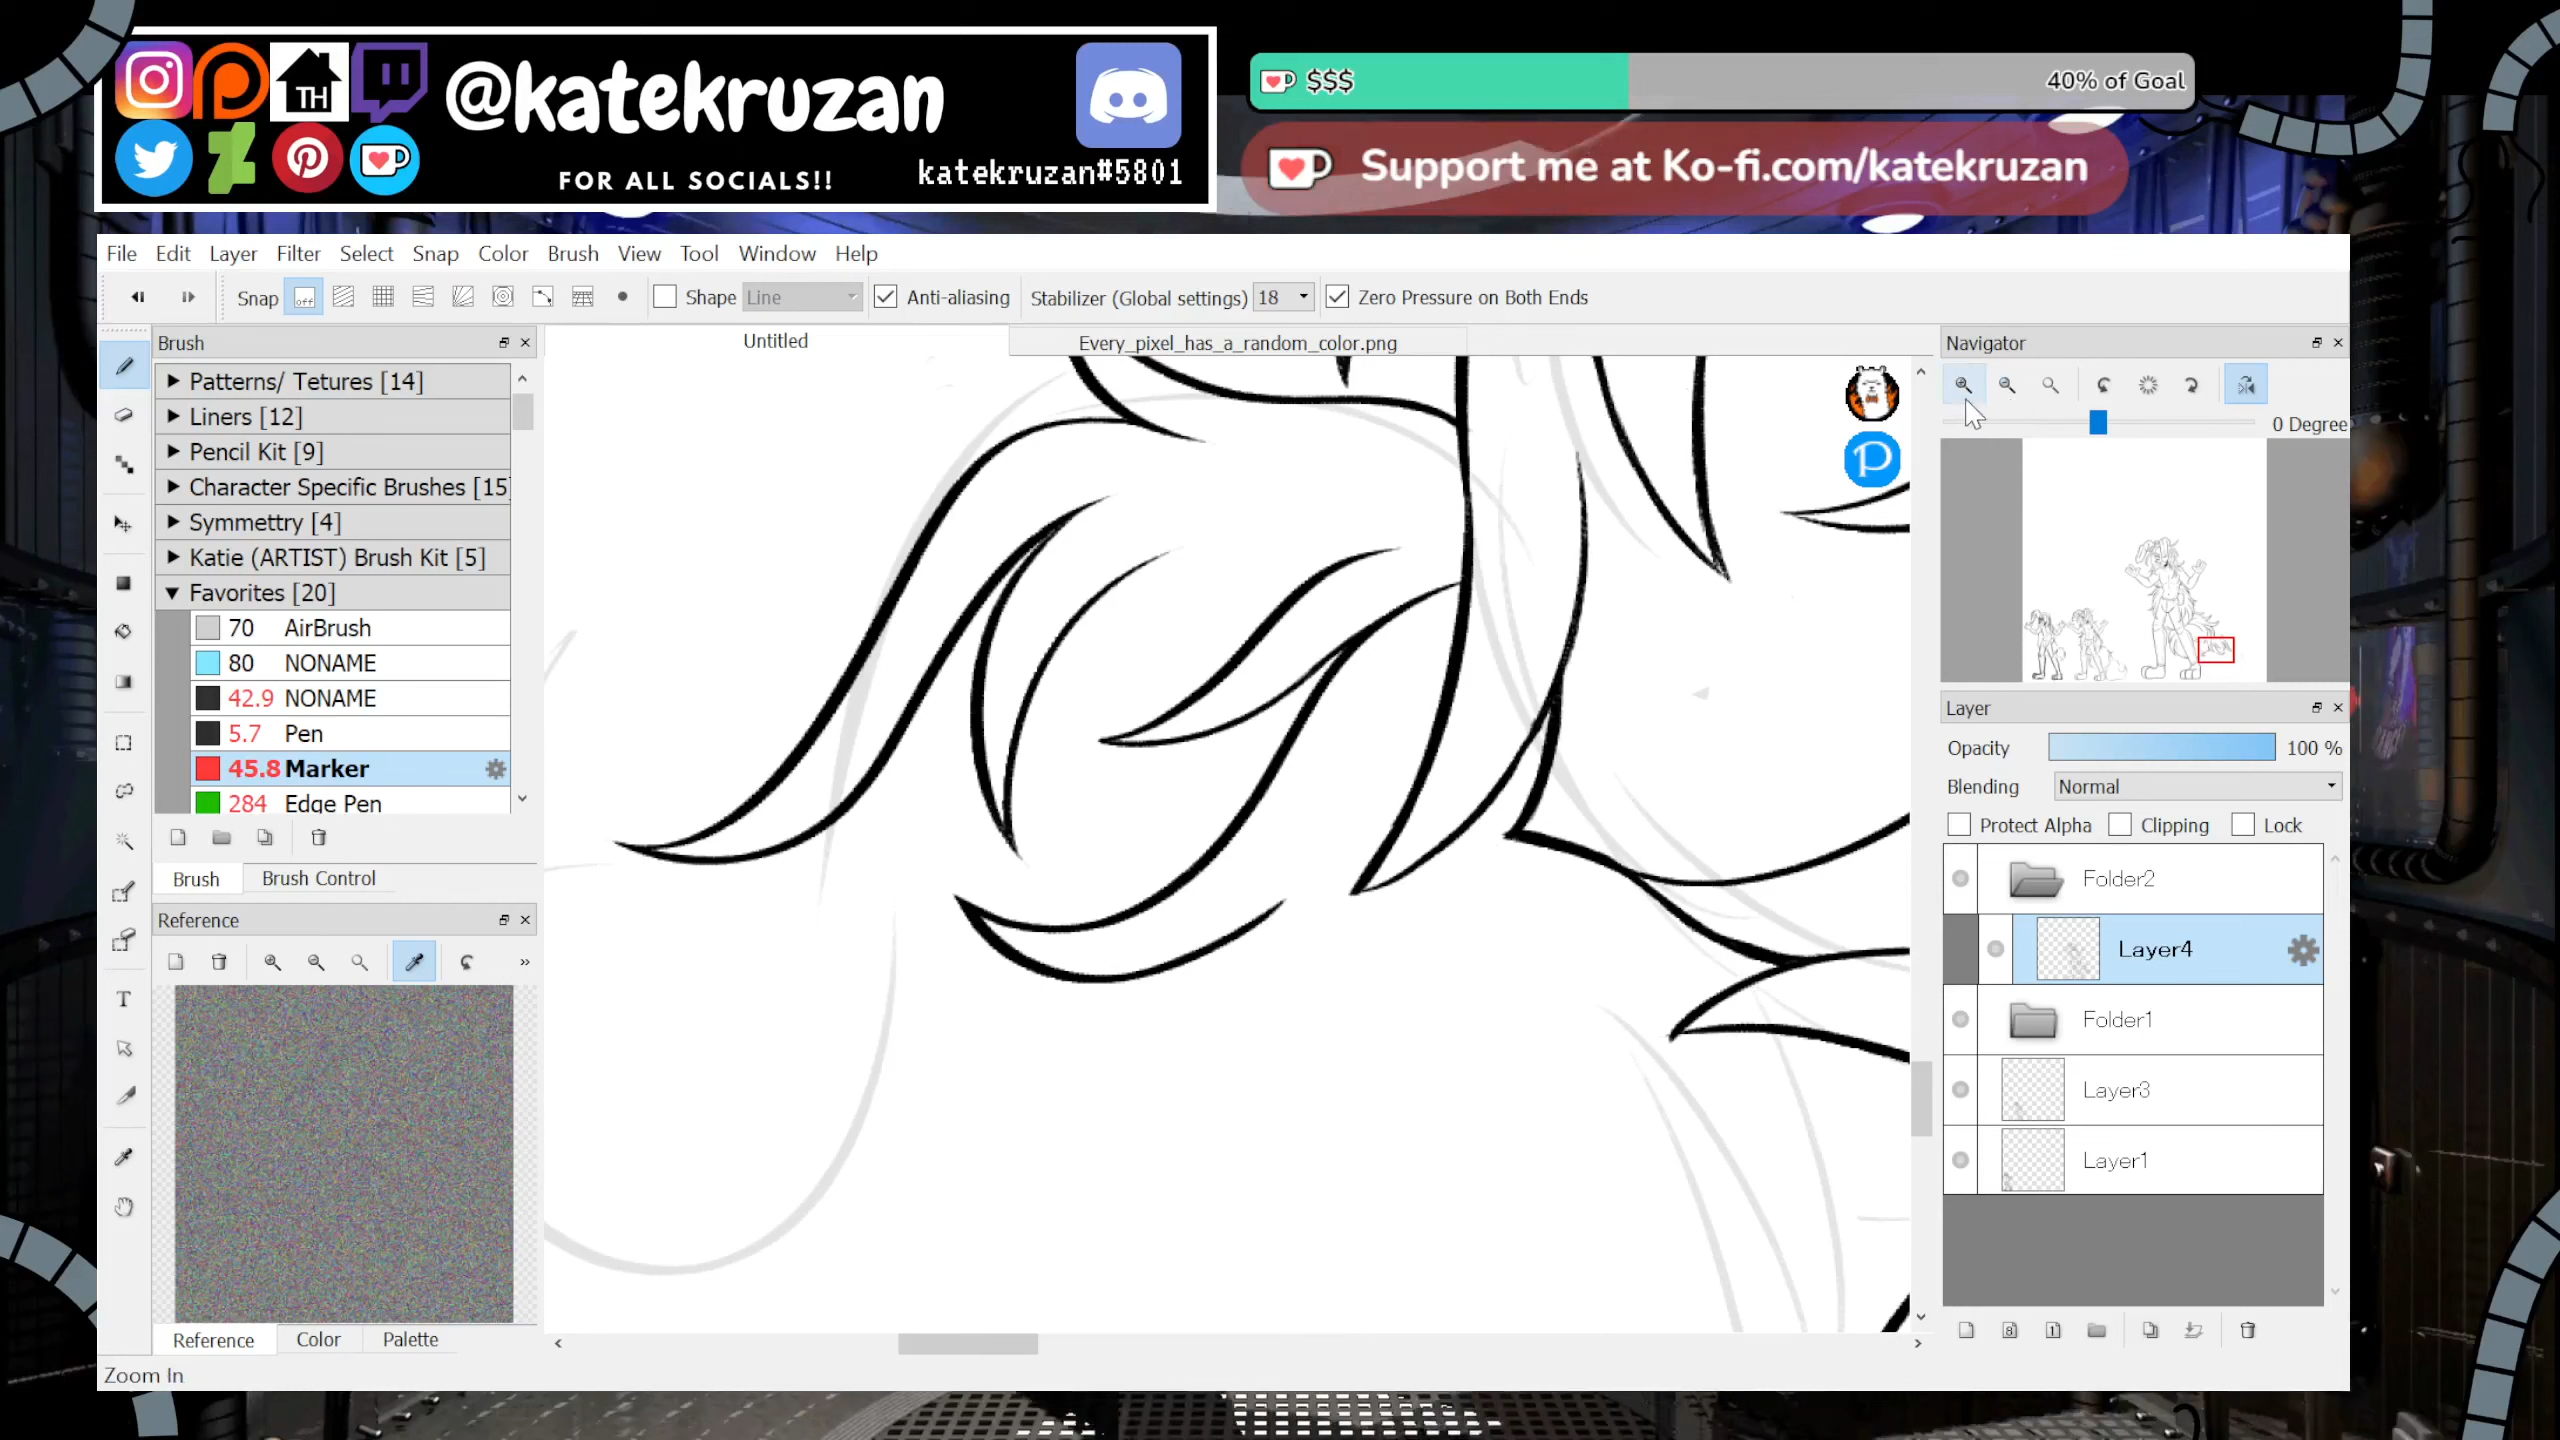 TH
@katekruzan
FOR ALL SOCIALS!!
katekruzan#5801
$$$
40% of Goal
Support me at Ko-fi.com/katekruzan
File Edit Layer Filter Select Snap Color Brush View Tool Window Help
Snap off Shape Line Anti-aliasing Stabilizer (Global settings) 18 Zero Pressure on Both Ends
Brush
Patterns/ Tetures [14]
Liners [12]
Pencil Kit [9]
Character Specific Brushes [15]
Symmettry [4]
Katie (ARTIST) Brush Kit [5]
Favorites [20]
70 AirBrush
80 NONAME
42.9 NONAME
5.7 Pen
45.8 Marker
284 Edge Pen
Brush Brush Control
Reference
»
Reference Color Palette
Zoom In
Untitled
Every_pixel_has_a_random_color.png
P
Navigator
0 Degree
Layer
Opacity 100 %
Blending Normal
Protect Alpha Clipping Lock
Folder2
Layer4
Folder1
Layer3
Layer1
8 1